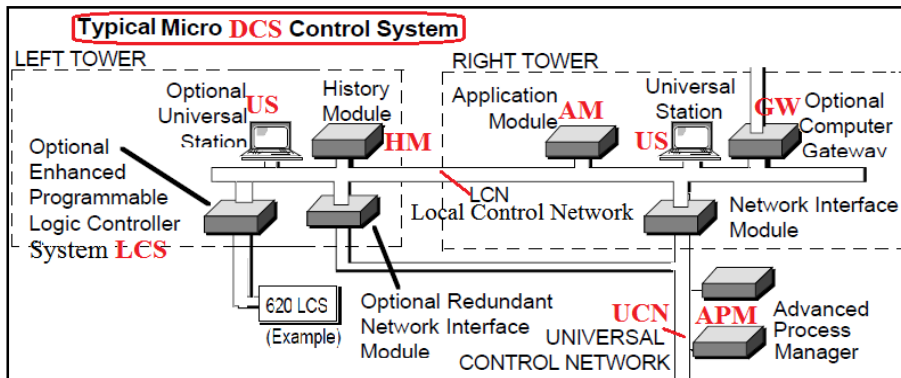 Typical Micro DCS Control System
LEFT TOWER
RIGHT TOWER
Optional US
Universal
Station
History
Module
HM
Application
Module AM
Universal
Station
US
GW Optional
Computer
Gateway
Optional
Enhanced
Programmable
Logic Controller
System LCS
LCN
Local Control Network
Network Interface
Module
620 LCS
(Example)
Optional Redundant
Network Interface
Module
UCN
UNIVERSAL
CONTROL NETWORK
APM
Advanced
Process
Manager